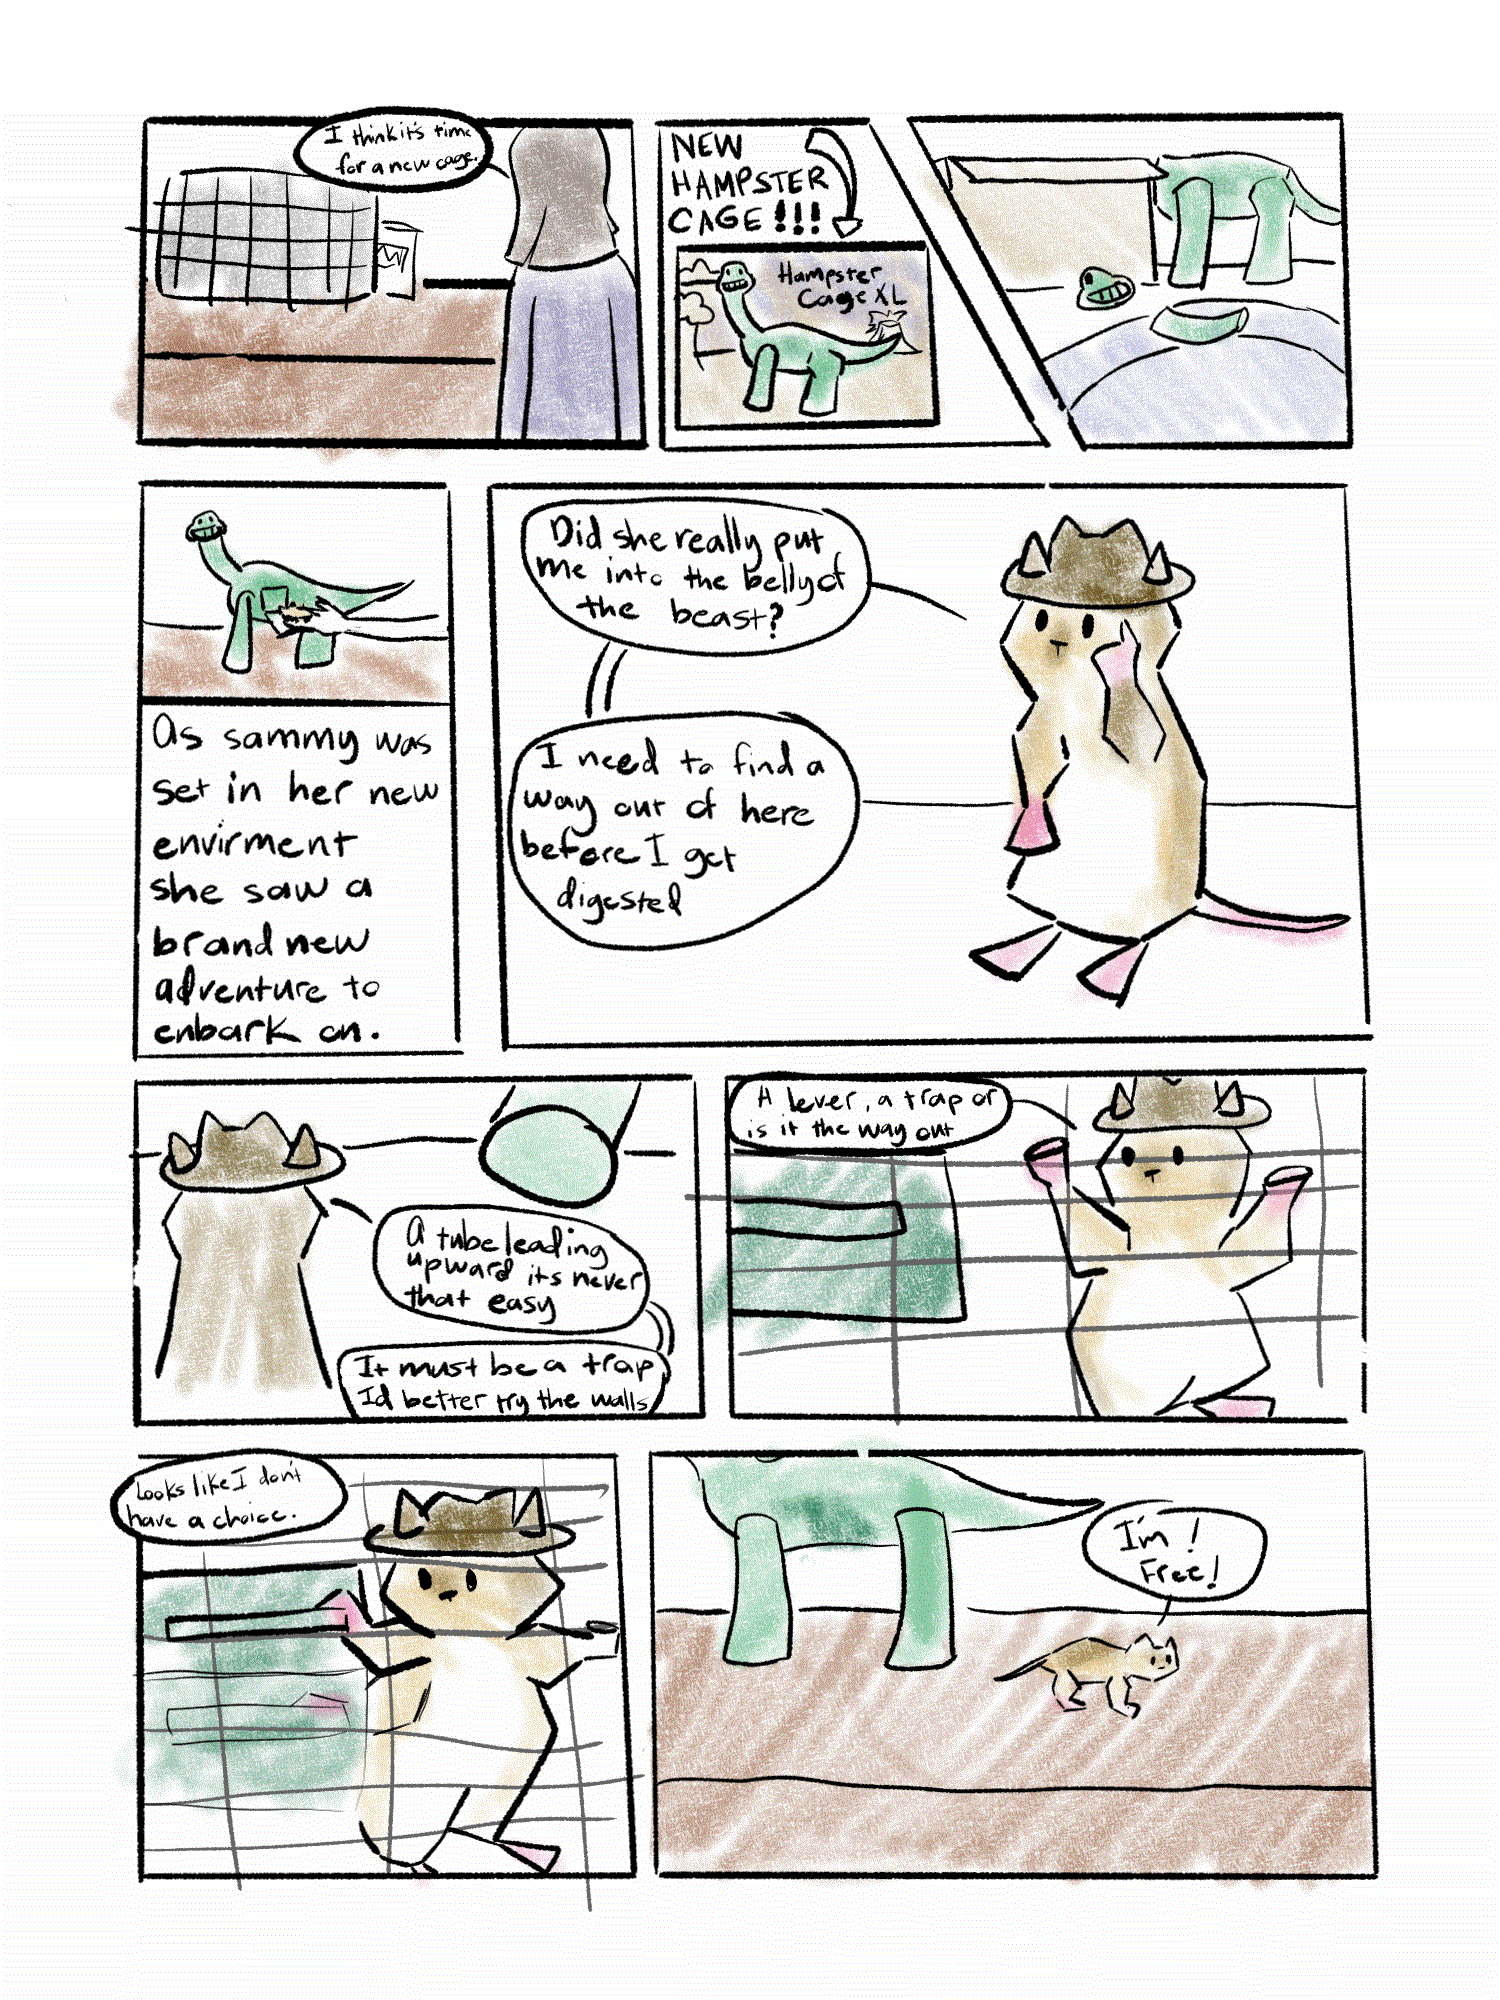 I think it's time
for a new cage.
NEW
HAMPSTER
CAGE!!!
Hampster
Cage XL
As sammy was
set in her new
envirment
she saw a
brand new
adventure to
enbark on.
Did she really put
me into the belly of
the beast?
I need to find a
way out of here
before I get
digested
A tube leading
upward its never
that easy
It must be a trap
I'd better try the walls
A lever, a trap or
is it the way out
Looks like I don't
have a choice.
I'm!
Free!